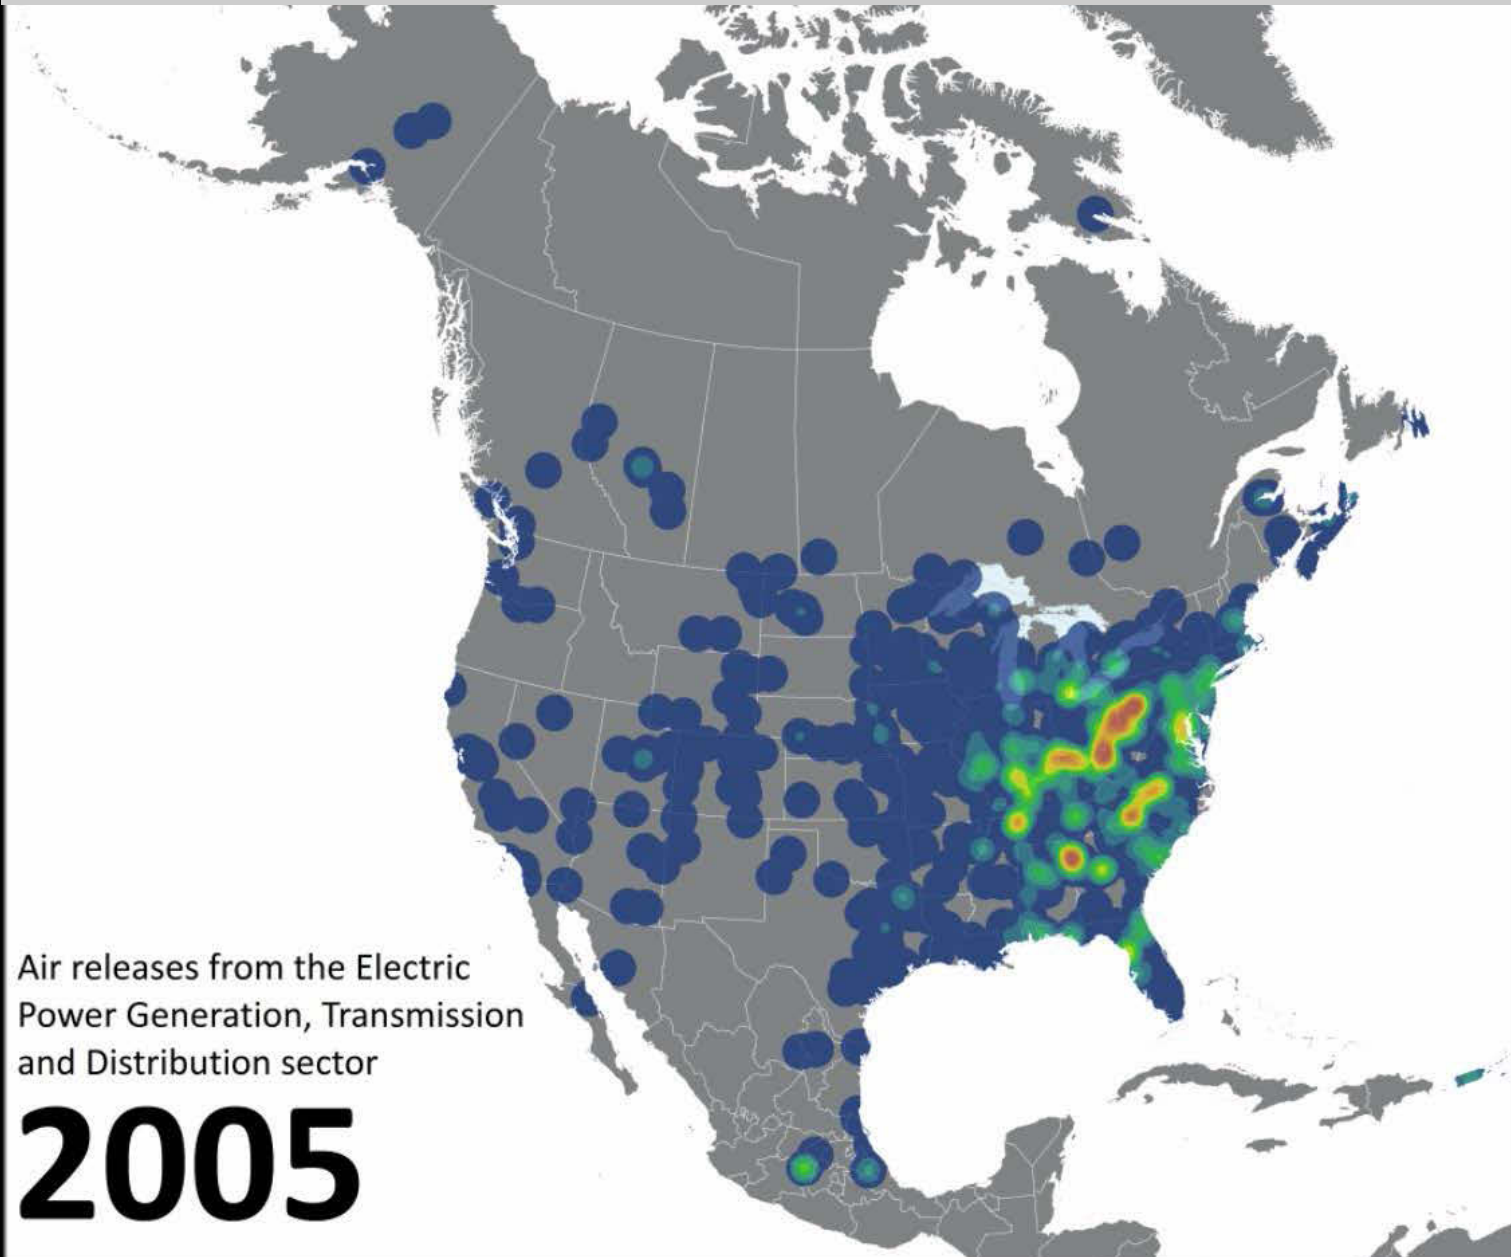 Air releases from the Electric
Power Generation, Transmission
and Distribution sector
2005